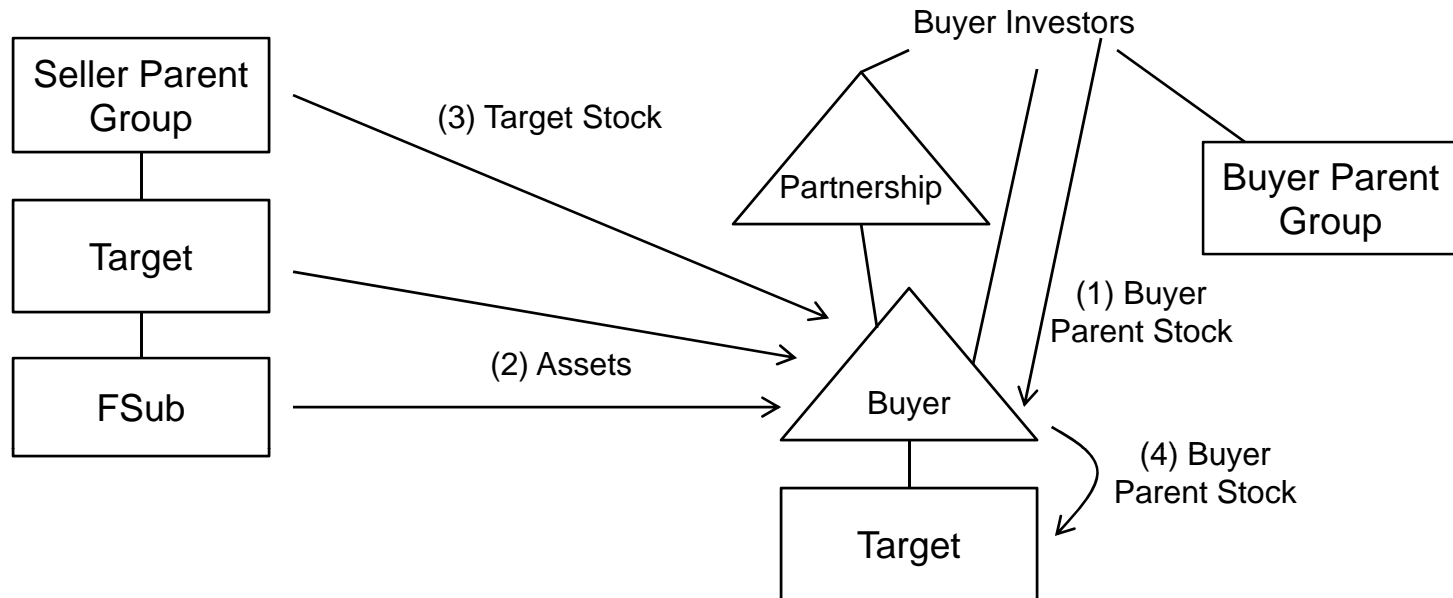 Buyer Investors
Seller Parent
Group
(3) Target Stock
Partnership
Buyer Parent
Group
Target
(1) Buyer
Parent Stock
(2) Assets
FSub
Buyer
(4) Buyer
Parent Stock
Target